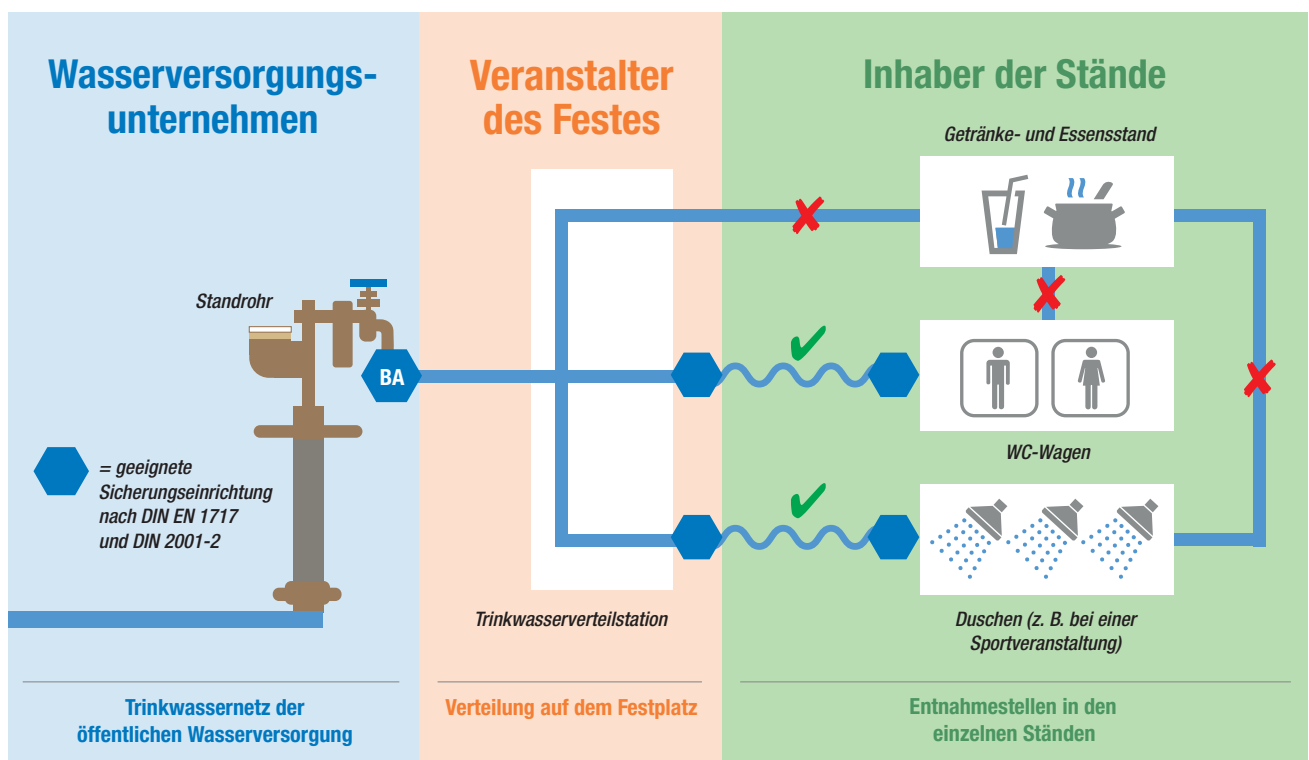 Wasserversorgungs-
unternehmen
Veranstalter
des Festes
Inhaber der Stände
Getränke- und Essensstand
Standrohr
BA
WC-Wagen
= geeignete
Sicherungseinrichtung
nach DIN EN 1717
und DIN 2001-2
Trinkwasserverteilstation
Duschen (z. B. bei einer
Sportveranstaltung)
Trinkwassernetz der
öffentlichen Wasserversorgung
Verteilung auf dem Festplatz
Entnahmestellen in den
einzelnen Ständen